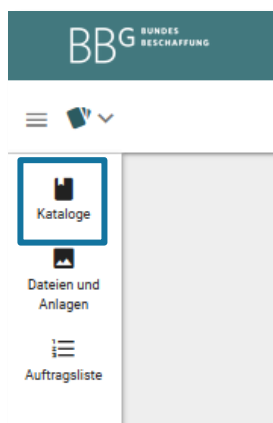 BBG BUNDES
BESCHAFFUNG
Kataloge
Dateien und
Anlagen
Auftragsliste